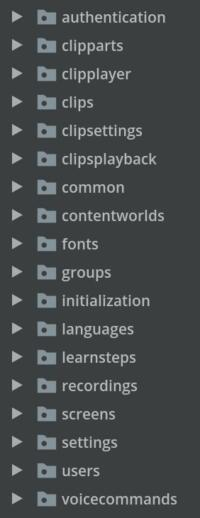 authentication
clipparts
clipplayer
clips
clipsettings
clipsplayback
common
contentworlds
fonts
groups
initialization
languages
learnsteps
recordings
screens
settings
users
voicecommands